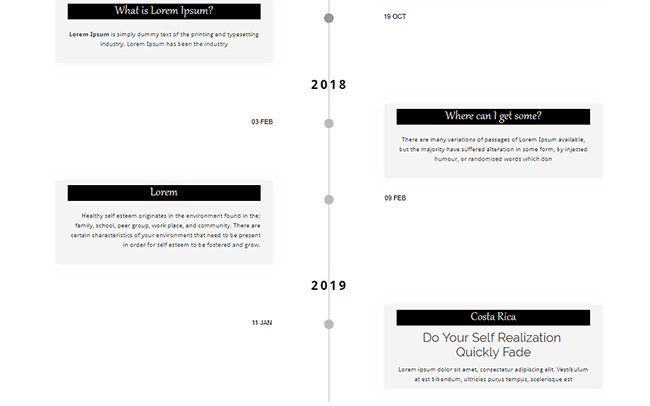 What is Lorem Ipsum?
19 OCT
Lorem Ipsum is simply dummy text of the printing and typesetting
industry. Lorem Ipsum has been the industry
2018
03 FEB
Where can I get some?
There are many variations of passages of Lorem Ipsum available,
but the majority have suffered alteration in some form, by injected
humour, or randomised words which don
Lorem
09 FEB
Healthy self esteem originates in the environment found in the:
family, school, peer group, work place, and community. There are
certain characteristics of your environment that need to be present
in order for self esteem to be fostered and grow.
2019
11 JAN
Costa Rica
Do Your Self Realization
Quickly Fade
Lorem ipsum dolor sit amet, consectetur adipiscing elit. Vestibulum
at est bibendum, ultricies purus tempus, scelerisque est